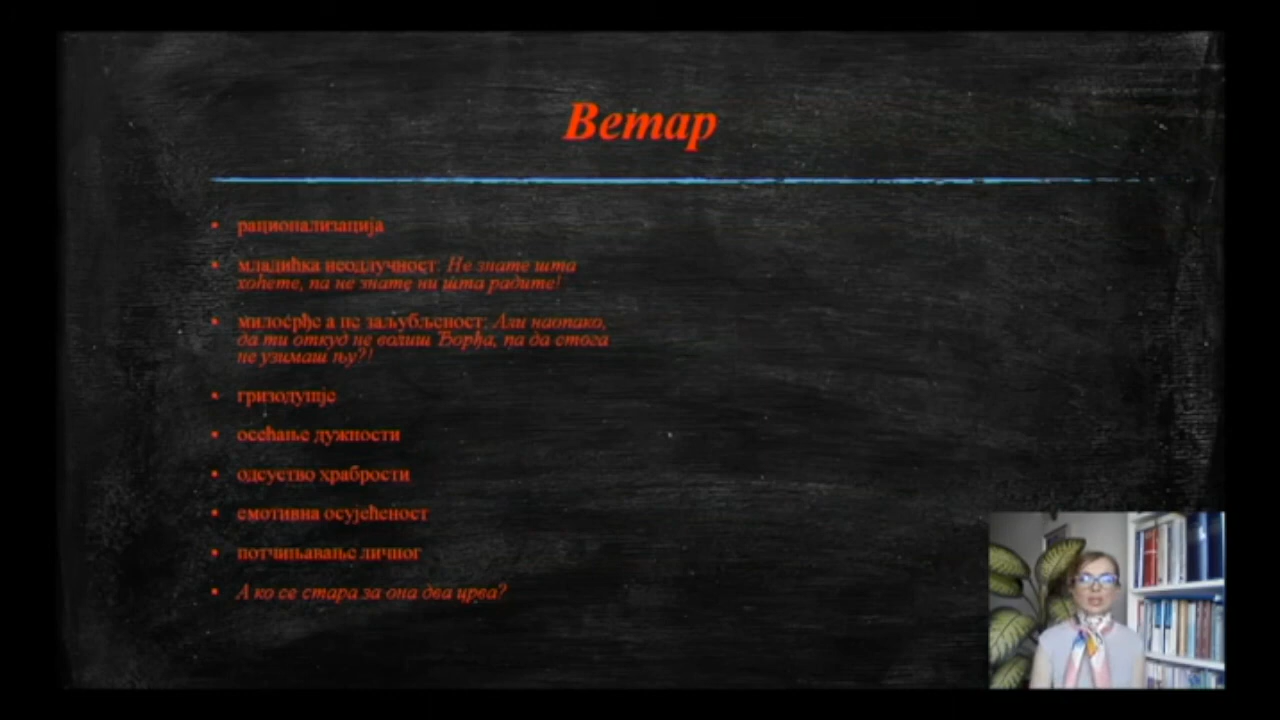 Ветар
рационализација
младићка неодлучност: Не знате шта
хоћете, па не знате ни шта радите!
милосрђе а не заљубљеност: Али наопако,
да ти откуд не волиш Ђорђа, па да стога
не узимаш њу?!
гризодушје
осећање дужности
одсуство храбрости
емотивна осујећеност
потчињавање личног
А ко се стара за она два црва?